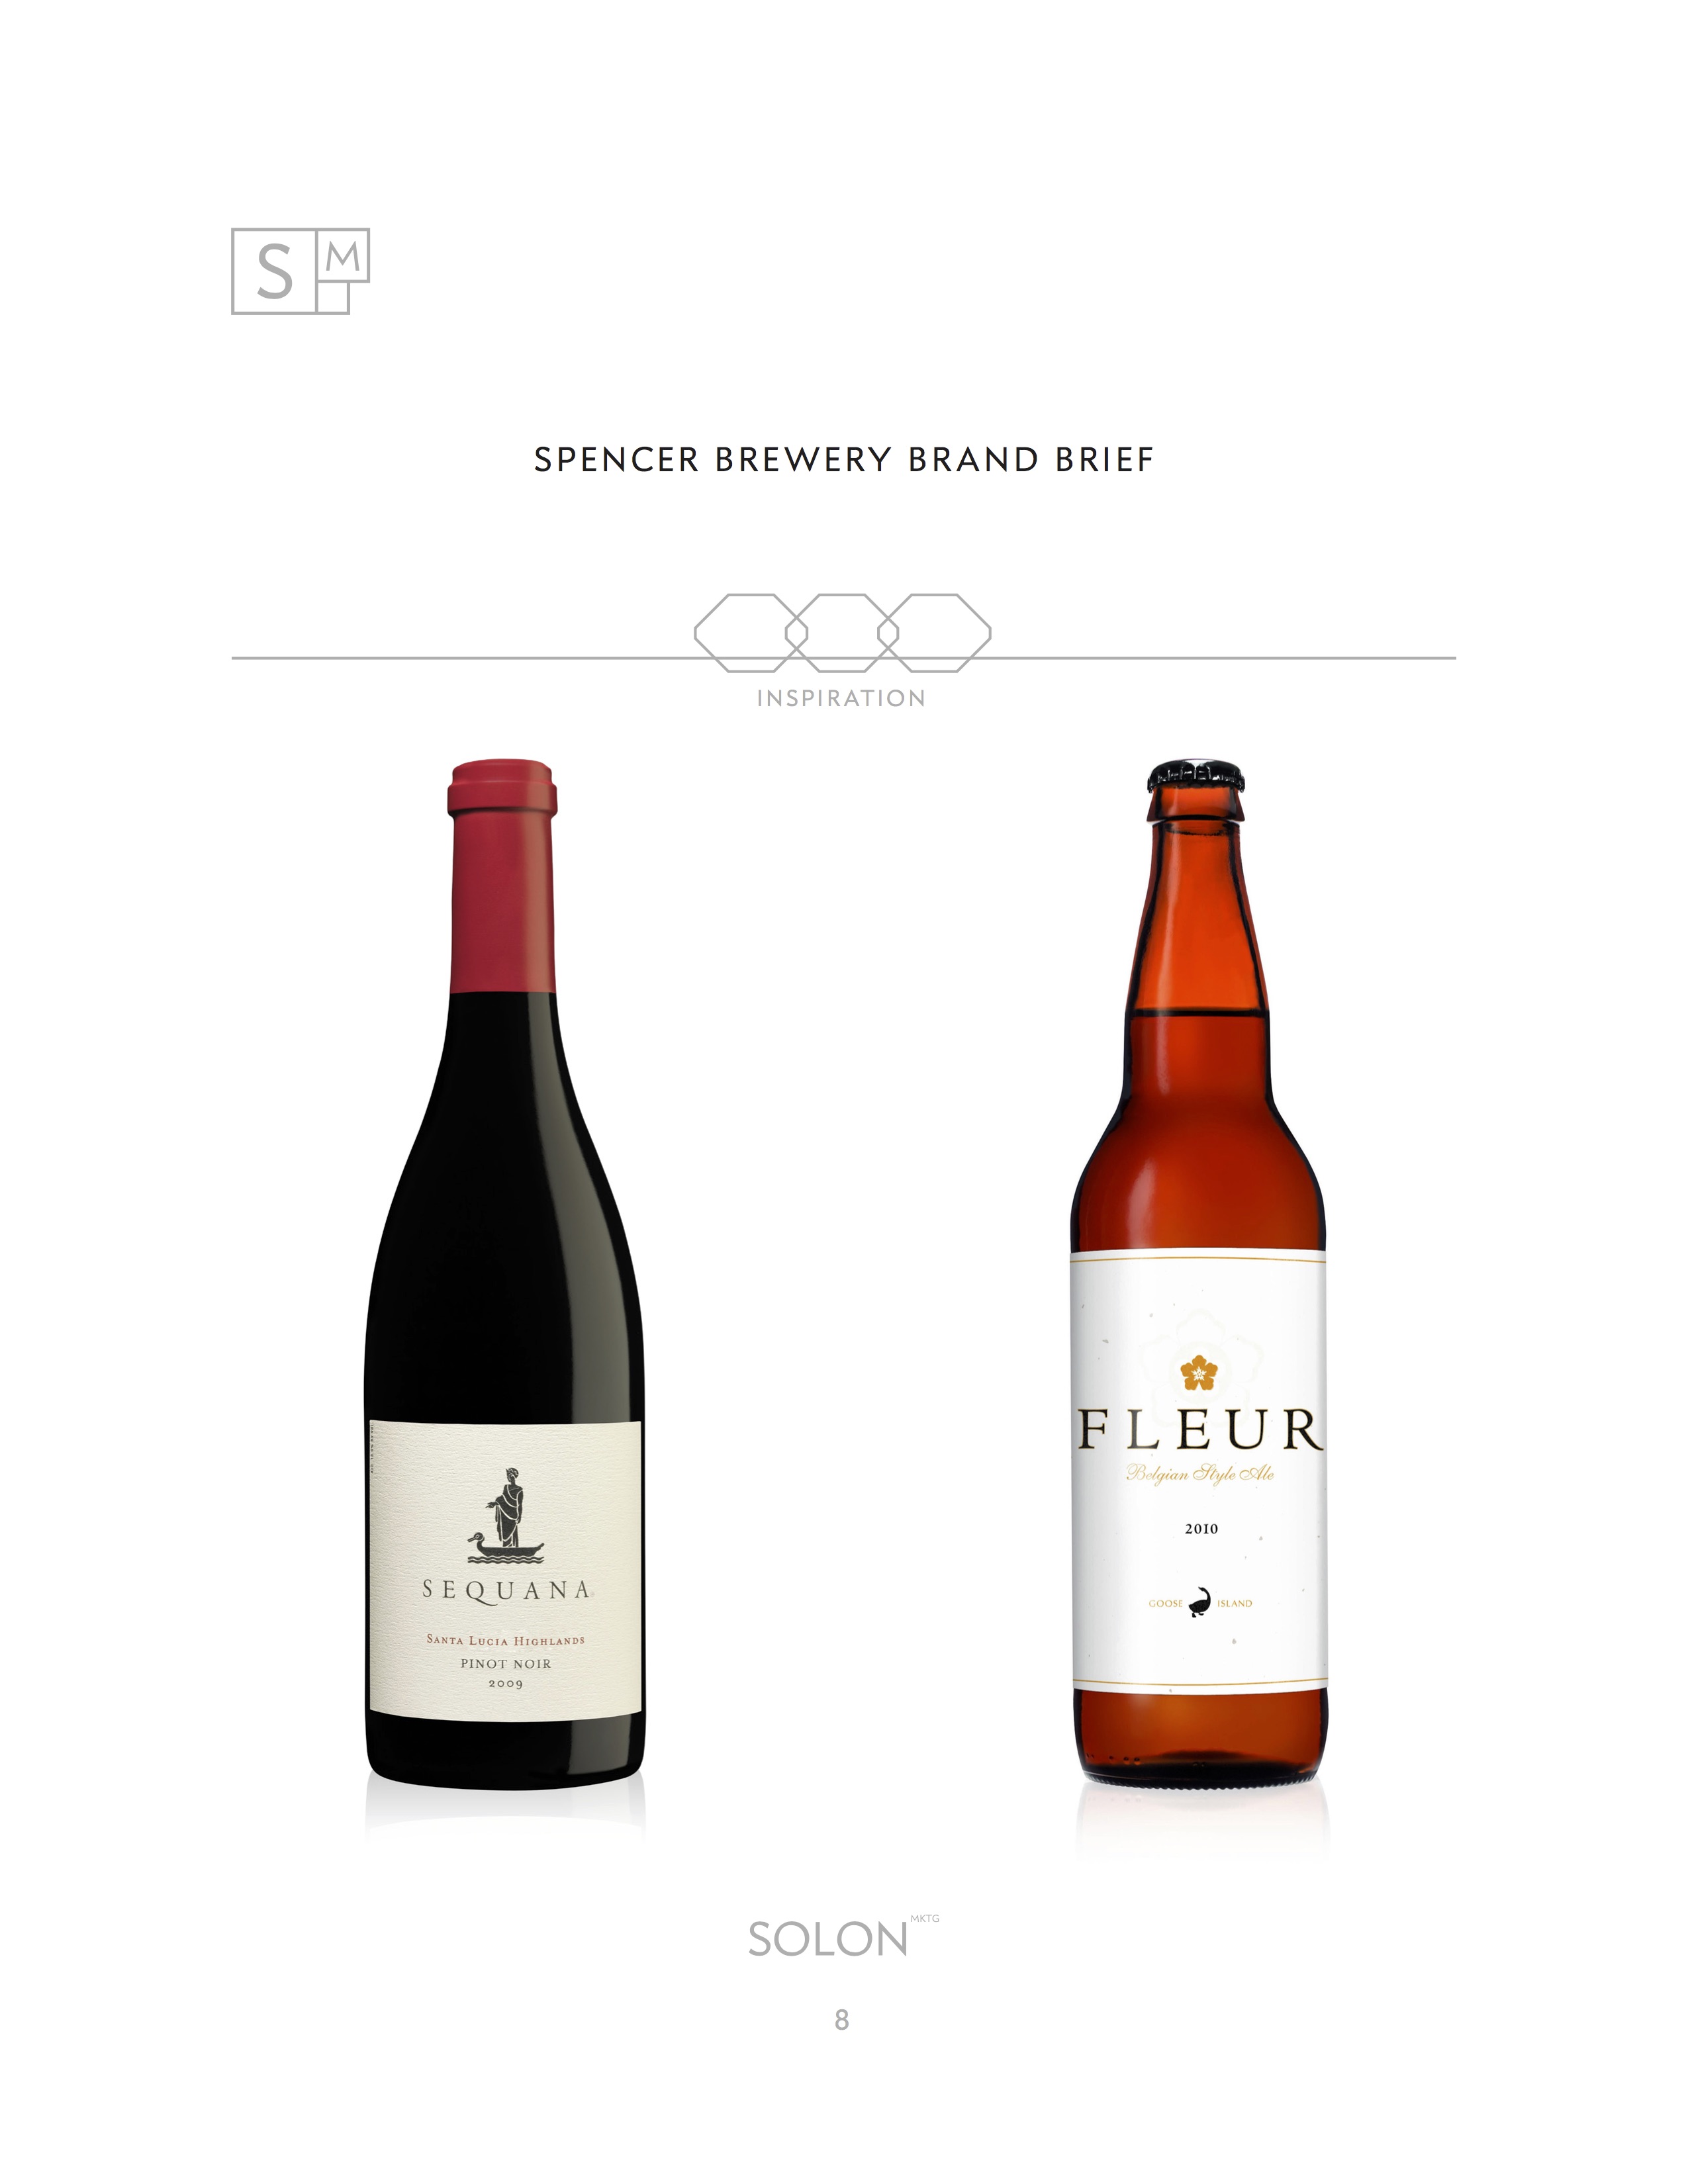 S M
SPENCER BREWERY BRAND BRIEF
INSPIRATION
SEQUANA
SANTA LUCIA HIGHLANDS
PINOT NOIR
2009
FLEUR
Belgian Style Ale
2010
GOOSE ISLAND
SOLON MKTG
8